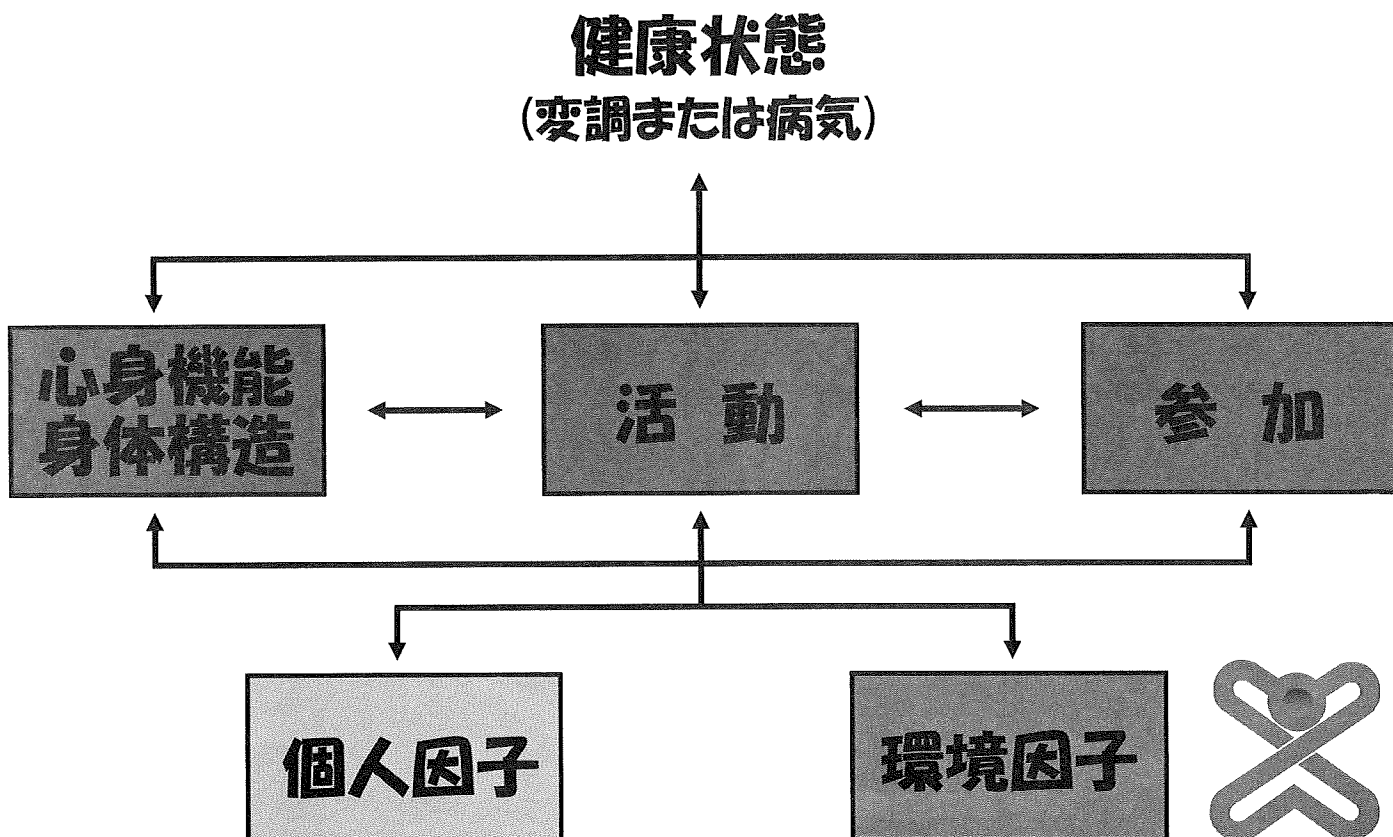 健康状態
(変調または病気)
心身機能
身体構造
活 動
参 加
個人因子
環境因子